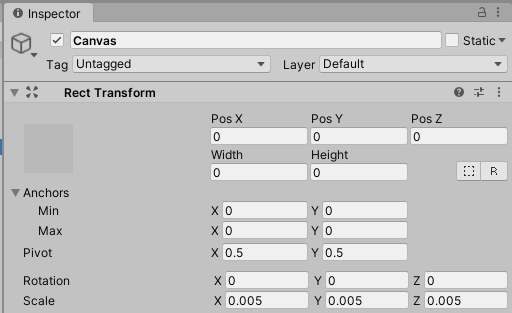 Inspector
Canvas Static
Tag Untagged Layer Default
Rect Transform
Pos X Pos Y Pos Z
0 0 0
Width Height
0 0
R
Anchors
Min X 0 Y 0
Max X 0 Y 0
Pivot X 0.5 Y 0.5
Rotation X 0 Y 0 Z 0
Scale X 0.005 Y 0.005 Z 0.005